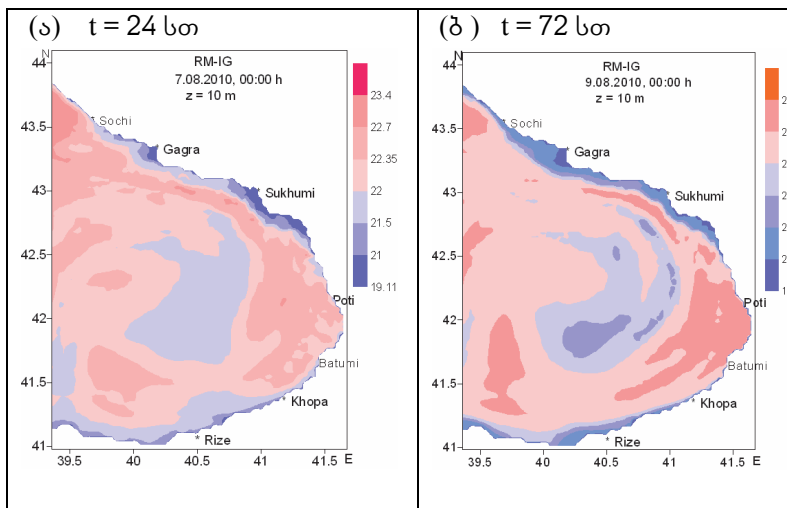 (ა) t = 24 სთ
N
44
RM-IG
7.08.2010, 00:00 h
z = 10 m
43.5
43
42.5
42
41.5
41
39.5
40
40.5
41
41.5
E
Sochi
Gagra
Sukhumi
Poti
Batumi
Khopa
* Rize
23.4
22.7
22.35
22
21.5
21
19.11
(ბ ) t = 72 სთ
N
44
RM-IG
9.08.2010, 00:00 h
z = 10 m
43.5
43
42.5
42
41.5
41
39.5
40
40.5
41
41.5
E
Sochi
Gagra
Sukhumi
Poti
Batumi
Khopa
* Rize